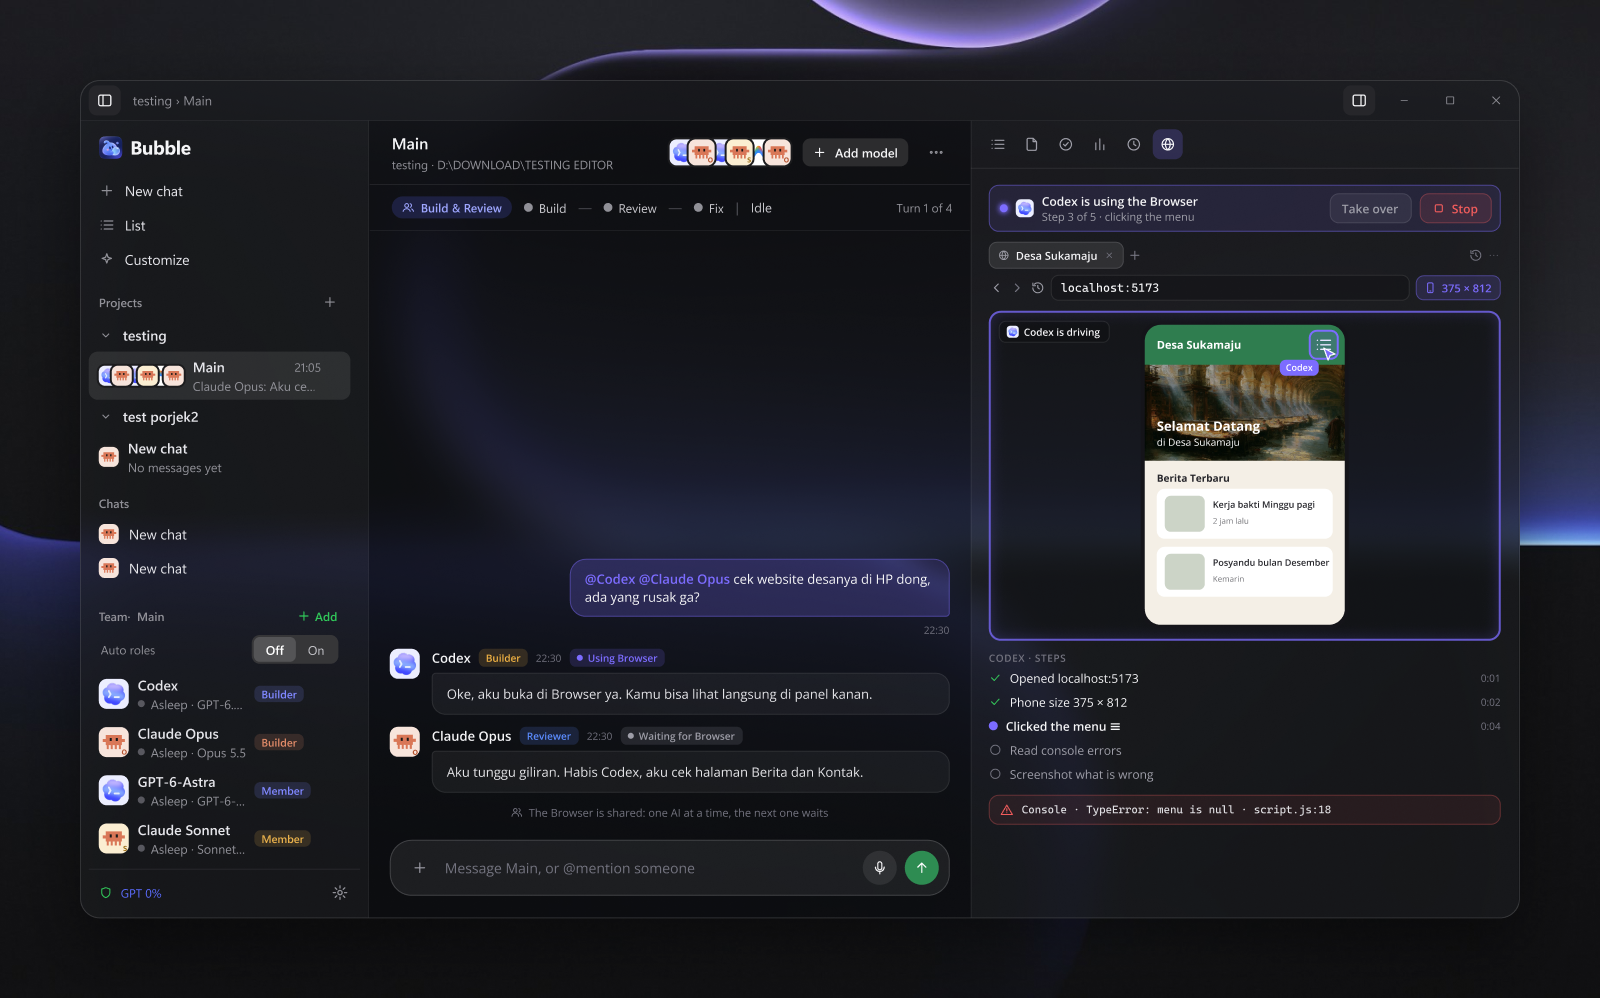 testing › Main
Bubble
New chat
List
Customize
Projects
testing
Main 21:05
Claude Opus: Aku ce...
test porjek2
New chat
No messages yet
Chats
New chat
New chat
Team· Main + Add
Auto roles Off On
Codex Builder
Asleep · GPT-6....
Claude Opus Builder
Asleep · Opus 5.5
GPT-6-Astra Member
Asleep · GPT-6-...
Claude Sonnet Member
Asleep · Sonnet...
GPT 0%
Main
testing · D:\DOWNLOAD\TESTING EDITOR
+ Add model
Build & Review Build — Review — Fix | Idle Turn 1 of 4
@Codex @Claude Opus cek website desanya di HP dong,
ada yang rusak ga?
22:30
Codex Builder 22:30 Using Browser
Oke, aku buka di Browser ya. Kamu bisa lihat langsung di panel kanan.
Claude Opus Reviewer 22:30 Waiting for Browser
Aku tunggu giliran. Habis Codex, aku cek halaman Berita dan Kontak.
The Browser is shared: one AI at a time, the next one waits
Message Main, or @mention someone
Codex is using the Browser
Step 3 of 5 · clicking the menu
Take over Stop
Desa Sukamaju
localhost:5173 375 × 812
Codex is driving
Desa Sukamaju
Codex
Selamat Datang
di Desa Sukamaju
Berita Terbaru
Kerja bakti Minggu pagi
2 jam lalu
Posyandu bulan Desember
Kemarin
CODEX · STEPS
Opened localhost:5173 0:01
Phone size 375 × 812 0:02
Clicked the menu ☰ 0:04
Read console errors
Screenshot what is wrong
Console · TypeError: menu is null · script.js:18